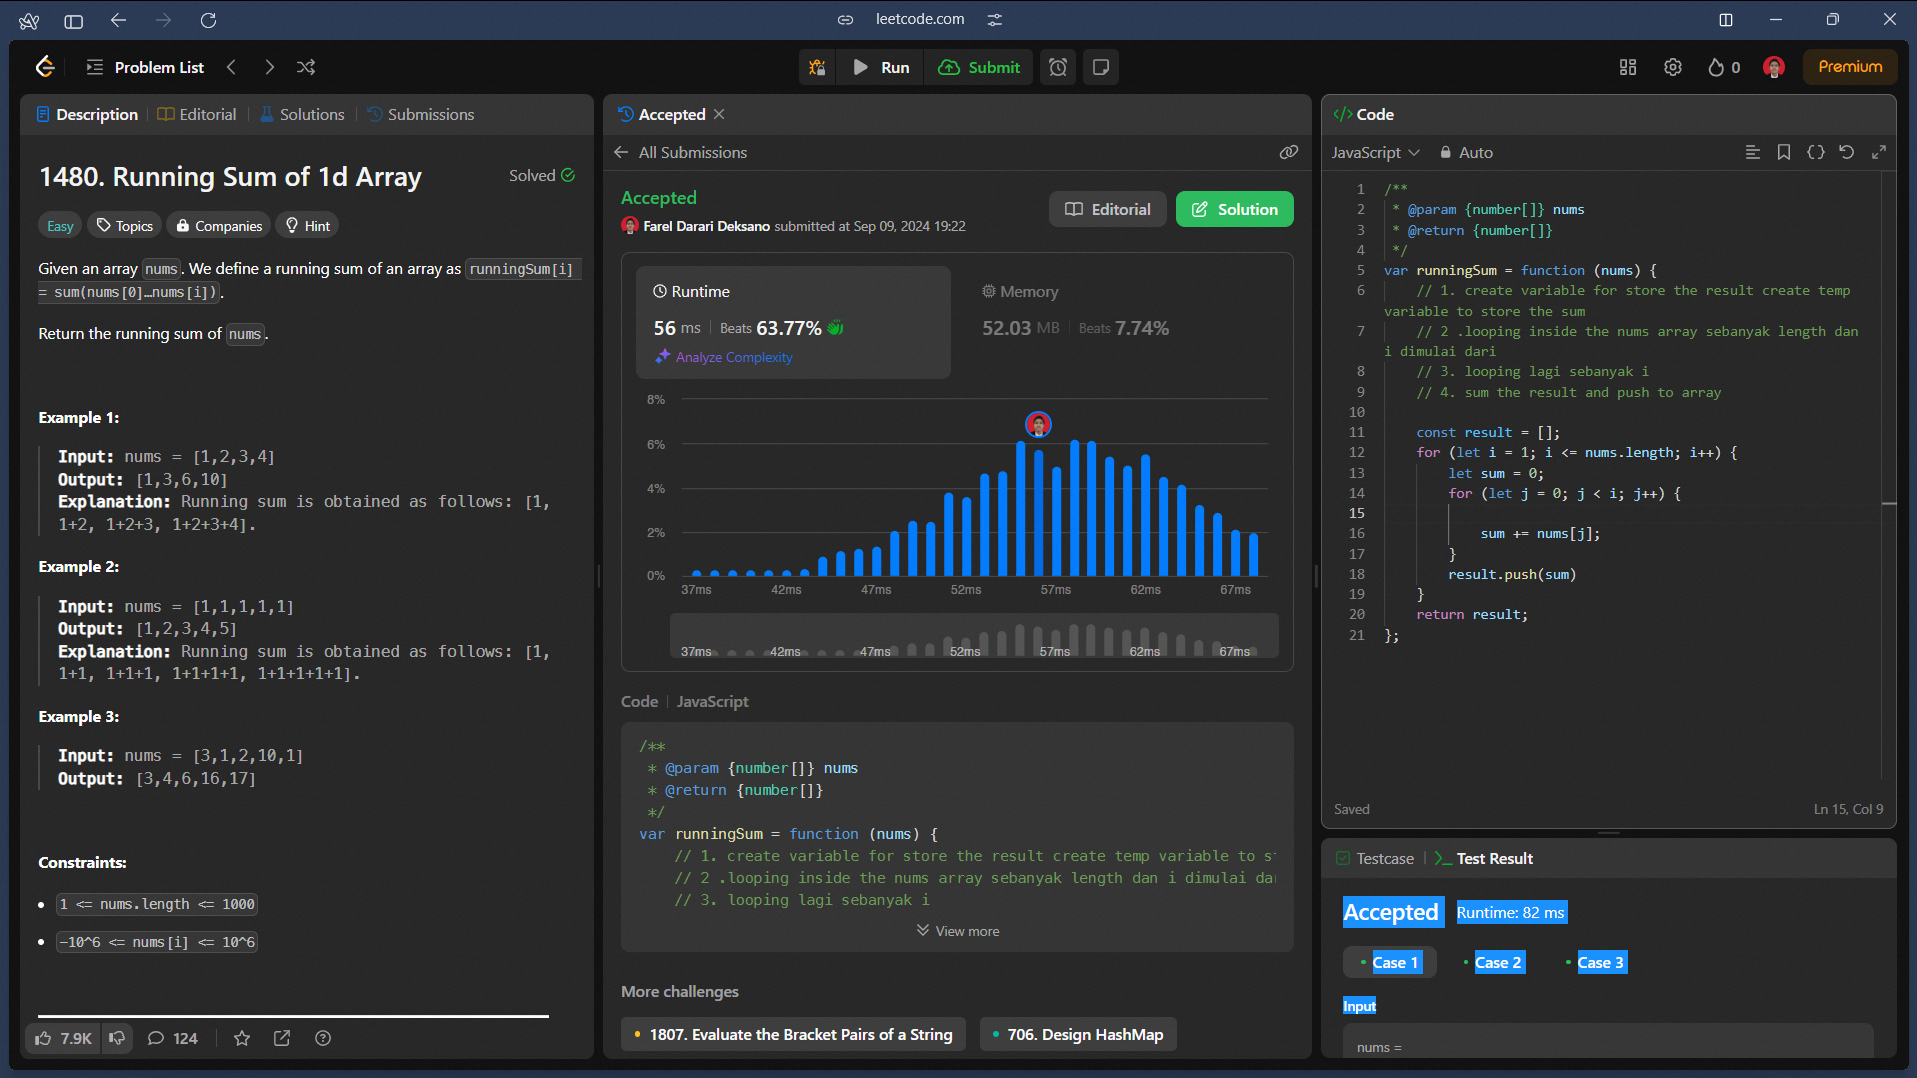 leetcode.com
Problem List
Run
Submit
0
Premium
Description
Editorial
Solutions
Submissions
1480. Running Sum of 1d Array
Solved
Easy
Topics
Companies
Hint
Given an array nums. We define a running sum of an array as runningSum[i]
= sum(nums[0]…nums[i]).
Return the running sum of nums.
Example 1:
Input: nums = [1,2,3,4]
Output: [1,3,6,10]
Explanation: Running sum is obtained as follows: [1,
1+2, 1+2+3, 1+2+3+4].
Example 2:
Input: nums = [1,1,1,1,1]
Output: [1,2,3,4,5]
Explanation: Running sum is obtained as follows: [1,
1+1, 1+1+1, 1+1+1+1, 1+1+1+1+1].
Example 3:
Input: nums = [3,1,2,10,1]
Output: [3,4,6,16,17]
Constraints:
1 <= nums.length <= 1000
-10^6 <= nums[i] <= 10^6
7.9K
124
Accepted
All Submissions
Accepted
Farel Darari Deksano submitted at Sep 09, 2024 19:22
Editorial
Solution
Runtime
56 ms
Beats 63.77%
Analyze Complexity
Memory
52.03 MB
Beats 7.74%
8%
6%
4%
2%
0%
37ms 42ms 47ms 52ms 57ms 62ms 67ms
37ms 42ms 47ms 52ms 57ms 62ms 67ms
Code | JavaScript
/**
* @param {number[]} nums
* @return {number[]}
*/
var runningSum = function (nums) {
// 1. create variable for store the result create temp variable to s
// 2 .looping inside the nums array sebanyak length dan i dimulai da
// 3. looping lagi sebanyak i
View more
More challenges
1807. Evaluate the Bracket Pairs of a String
706. Design HashMap
</> Code
JavaScript
Auto
1 /**
2 * @param {number[]} nums
3 * @return {number[]}
4 */
5 var runningSum = function (nums) {
6 // 1. create variable for store the result create temp
variable to store the sum
7 // 2 .looping inside the nums array sebanyak length dan
i dimulai dari
8 // 3. looping lagi sebanyak i
9 // 4. sum the result and push to array
10
11 const result = [];
12 for (let i = 1; i <= nums.length; i++) {
13 let sum = 0;
14 for (let j = 0; j < i; j++) {
15
16 sum += nums[j];
17 }
18 result.push(sum)
19 }
20 return result;
21 };
Saved
Ln 15, Col 9
Testcase
Test Result
Accepted
Runtime: 82 ms
Case 1
Case 2
Case 3
Input
nums =